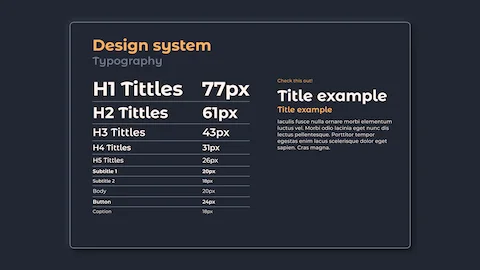 Design system
Typography
H1 Tittles 77px
H2 Tittles 61px
H3 Tittles 43px
H4 Tittles 31px
H5 Tittles 26px
Subtitle 1 20px
Subtitle 2 18px
Body 20px
Button 24px
Caption 18px
Check this out!
Title example
Title example
Iaculis fusce nulla ornare morbi elementum
luctus vel. Morbi odio lacinia eget nunc dis
lectus pellentesque. Porttitor tempor
egestas enim lacus scelerisque dolor eget
sapien. Cras magna.